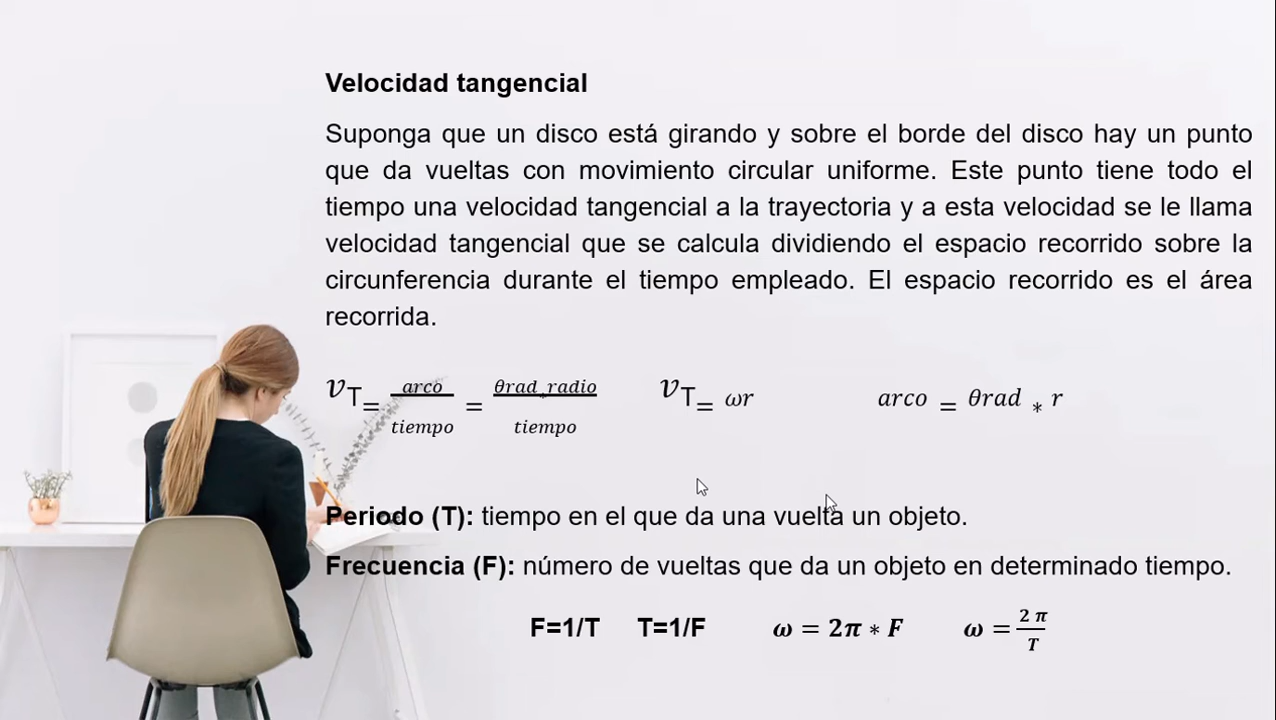 Velocidad tangencial
Suponga que un disco está girando y sobre el borde del disco hay un punto
que da vueltas con movimiento circular uniforme. Este punto tiene todo el
tiempo una velocidad tangencial a la trayectoria y a esta velocidad se le llama
velocidad tangencial que se calcula dividiendo el espacio recorrido sobre la
circunferencia durante el tiempo empleado. El espacio recorrido es el área
recorrida.
v_T = arco/tiempo = θrad*radio/tiempo v_T = ωr arco = θrad * r
Periodo (T): tiempo en el que da una vuelta un objeto.
Frecuencia (F): número de vueltas que da un objeto en determinado tiempo.
F=1/T T=1/F ω = 2π * F ω = 2 π/T